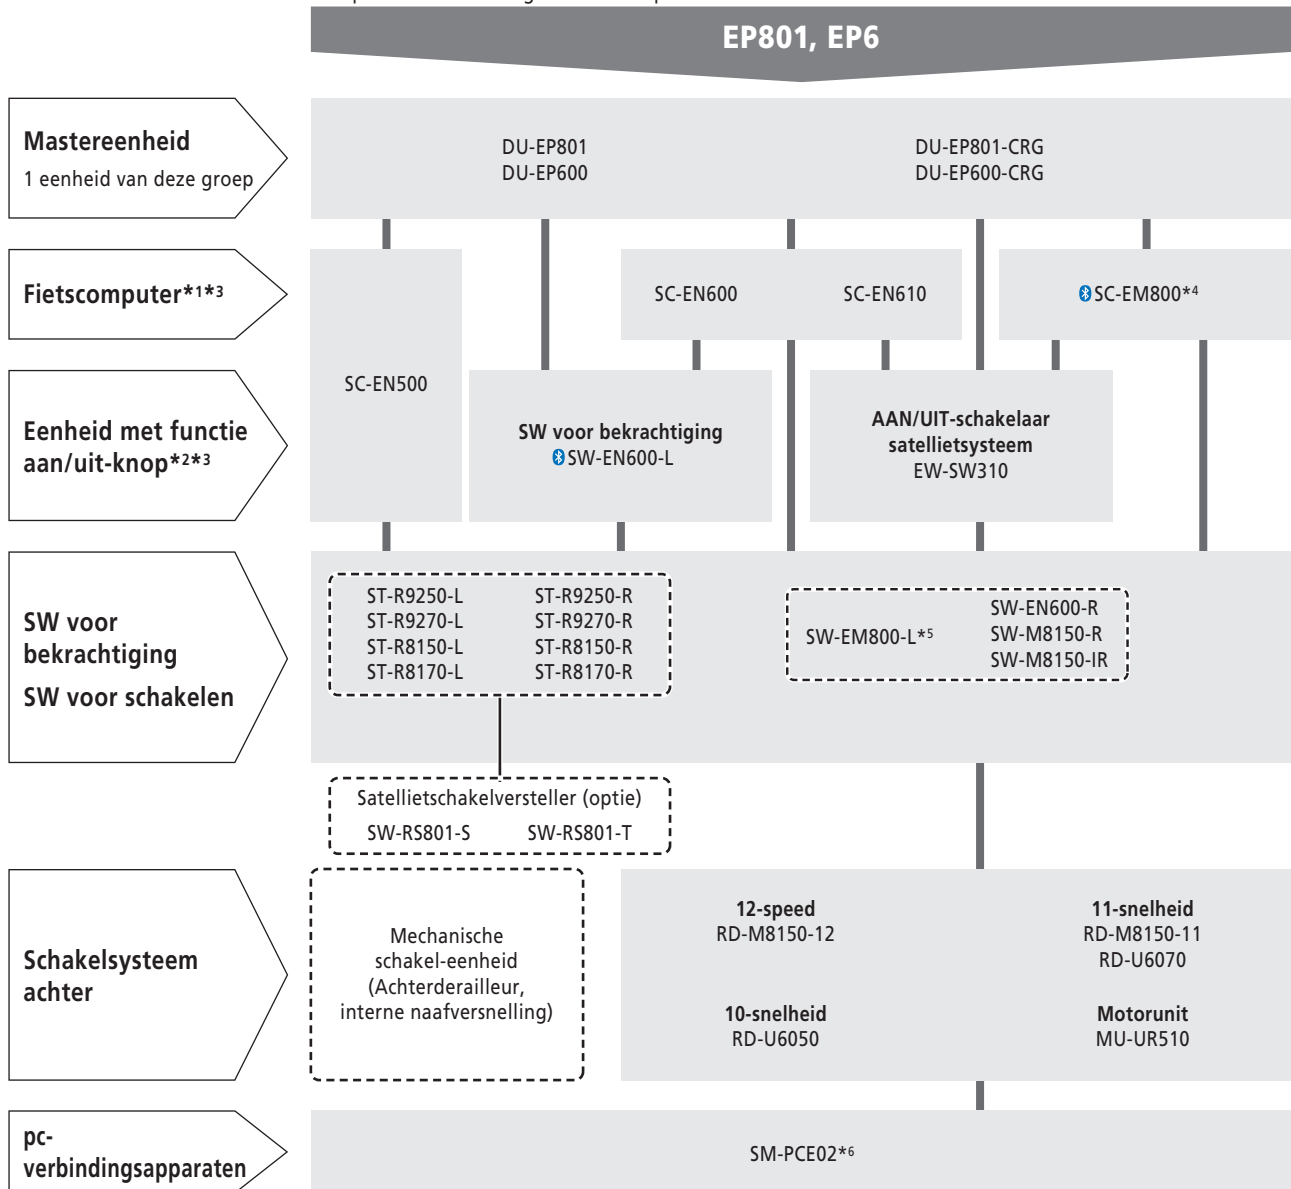 EP801, EP6
Mastereenheid
1 eenheid van deze groep
DU-EP801
DU-EP600
DU-EP801-CRG
DU-EP600-CRG
Fietscomputer*1*3
SC-EN600
SC-EN610
SC-EM800*4
SC-EN500
Eenheid met functie
aan/uit-knop*2*3
SW voor bekrachtiging
SW-EN600-L
AAN/UIT-schakelaar
satellietsysteem
EW-SW310
SW voor
bekrachtiging
SW voor schakelen
ST-R9250-L
ST-R9270-L
ST-R8150-L
ST-R8170-L
ST-R9250-R
ST-R9270-R
ST-R8150-R
ST-R8170-R
SW-EM800-L*5
SW-EN600-R
SW-M8150-R
SW-M8150-IR
Satellietschakelversteller (optie)
SW-RS801-S
SW-RS801-T
Schakelsysteem
achter
Mechanische
schakel-eenheid
(Achterderailleur,
interne naafversnelling)
12-speed
RD-M8150-12
11-snelheid
RD-M8150-11
RD-U6070
10-snelheid
RD-U6050
Motorunit
MU-UR510
pc-
verbindingsapparaten
SM-PCE02*6